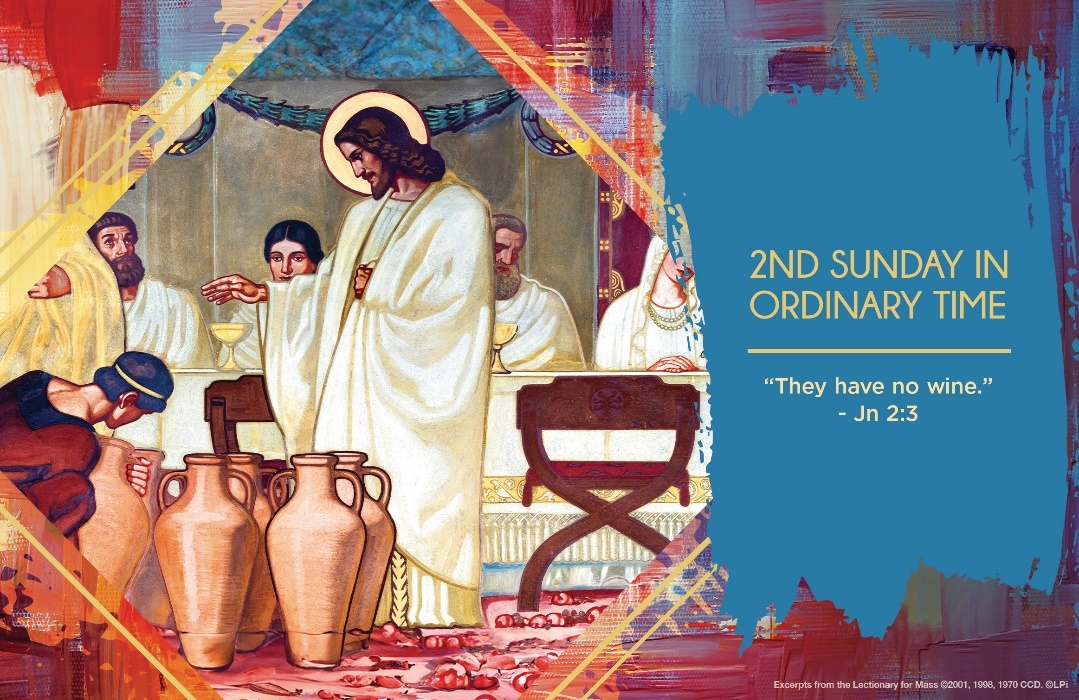 2ND SUNDAY IN
ORDINARY TIME
“They have no wine.”
- Jn 2:3
Excerpts from the Lectionary for Mass ©2001, 1998, 1970 CCD. ©LPi